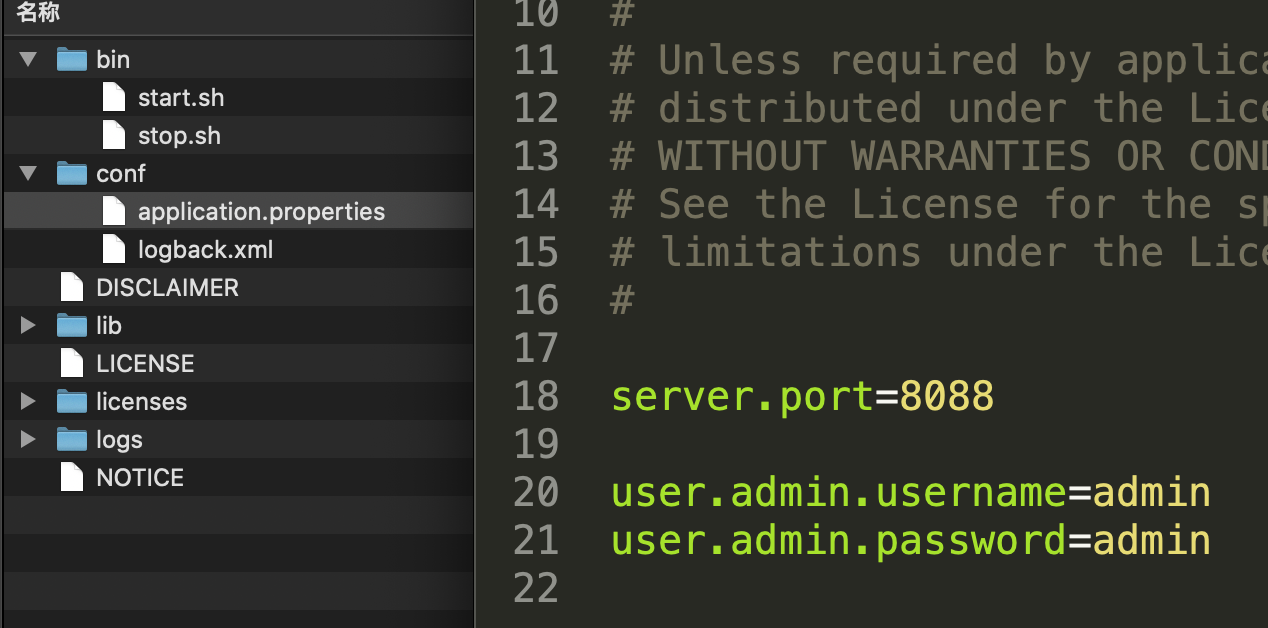 名称
bin
start.sh
stop.sh
conf
application.properties
logback.xml
DISCLAIMER
lib
LICENSE
licenses
logs
NOTICE
10 #
11 # Unless required by applica
12 # distributed under the Lice
13 # WITHOUT WARRANTIES OR COND
14 # See the License for the sp
15 # limitations under the Lice
16 #
17
18 server.port=8088
19
20 user.admin.username=admin
21 user.admin.password=admin
22